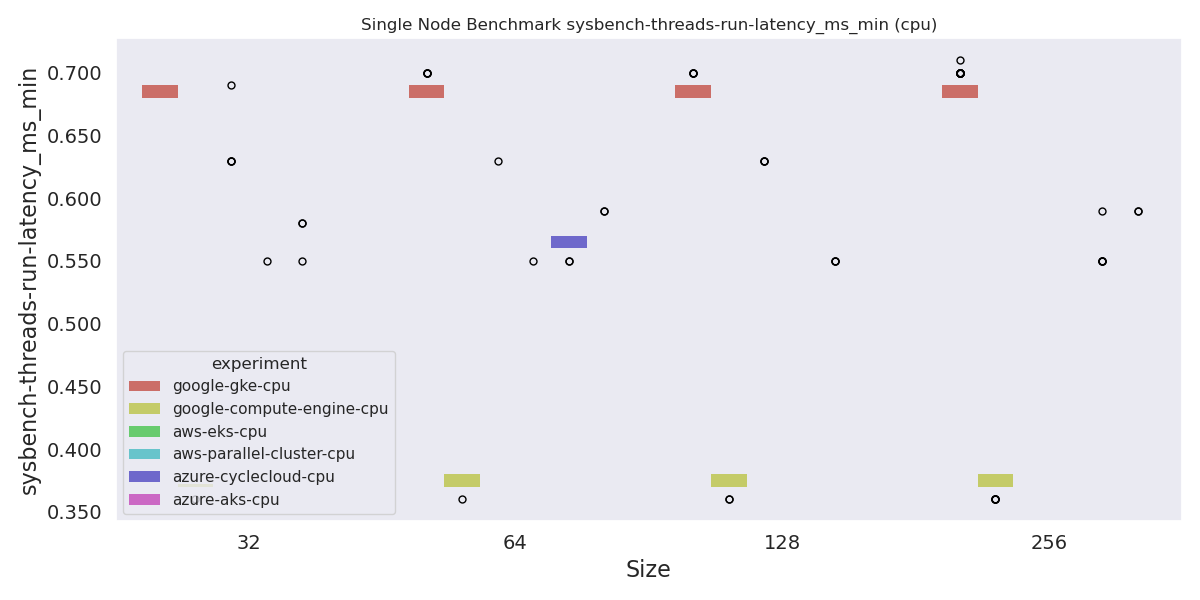 Single Node Benchmark sysbench-threads-run-latency_ms_min (cpu)
sysbench-threads-run-latency_ms_min
0.700
0.650
0.600
0.550
0.500
0.450
0.400
0.350
experiment
google-gke-cpu
google-compute-engine-cpu
aws-eks-cpu
aws-parallel-cluster-cpu
azure-cyclecloud-cpu
azure-aks-cpu
32
64
128
256
Size